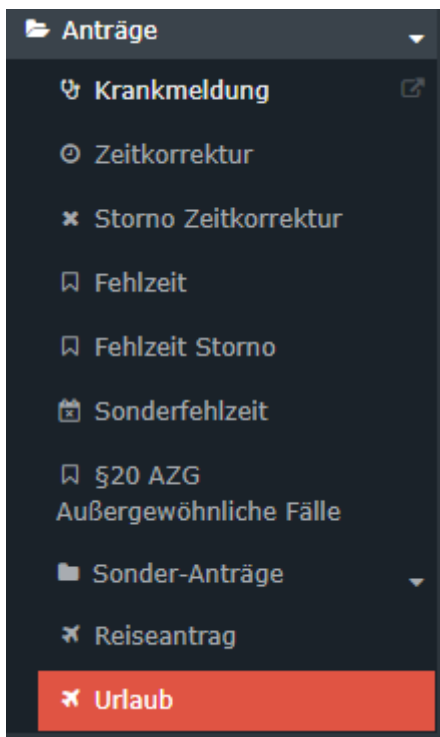 Anträge
Krankmeldung
Zeitkorrektur
Storno Zeitkorrektur
Fehlzeit
Fehlzeit Storno
Sonderfehlzeit
§20 AZG
Außergewöhnliche Fälle
Sonder-Anträge
Reiseantrag
Urlaub